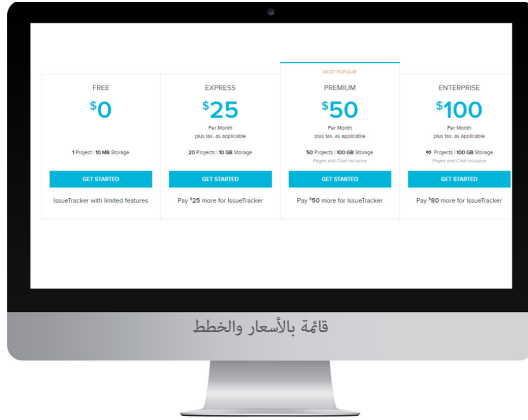 MOST POPULAR
FREE
$0
1 Project | 10 MB Storage
GET STARTED
IssueTracker with limited features
EXPRESS
$25
Per Month
plus tax, as applicable
20 Projects | 10 GB Storage
GET STARTED
Pay $25 more for IssueTracker
PREMIUM
$50
Per Month
plus tax, as applicable
50 Projects | 100 GB Storage
Pages and Chat inclusive
GET STARTED
Pay $50 more for IssueTracker
ENTERPRISE
$100
Per Month
plus tax, as applicable
∞ Projects | 100 GB Storage
Pages and Chat inclusive
GET STARTED
Pay $80 more for IssueTracker
قائمة بالأسعار والخطط